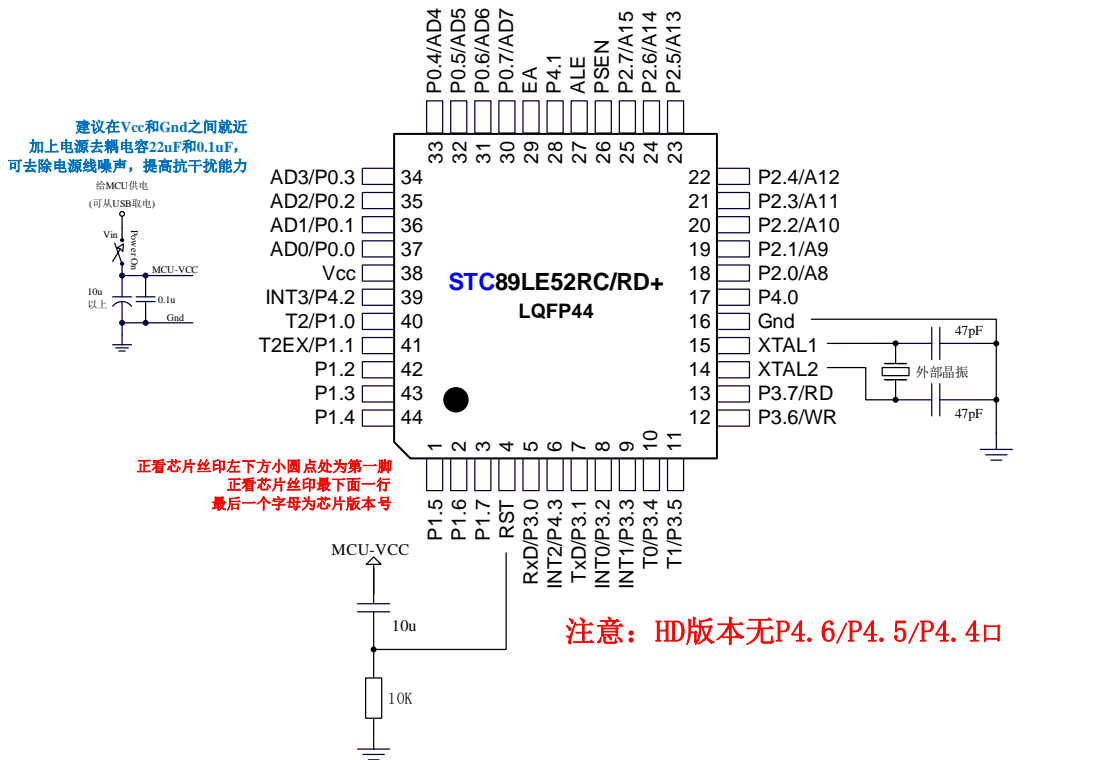 P0.4/AD4
P0.5/AD5
P0.6/AD6
P0.7/AD7
EA
P4.1
ALE
PSEN
P2.7/A15
P2.6/A14
P2.5/A13
33
32
31
30
29
28
27
26
25
24
23
建议在Vcc和Gnd之间就近
加上电源去耦电容22uF和0.1uF，
可去除电源线噪声，提高抗干扰能力
给MCU供电
(可从USB取电)
Vin
Power On
MCU-VCC
10u
以上
0.1u
Gnd
AD3/P0.3 34
AD2/P0.2 35
AD1/P0.1 36
AD0/P0.0 37
Vcc 38
INT3/P4.2 39
T2/P1.0 40
T2EX/P1.1 41
P1.2 42
P1.3 43
P1.4 44
STC89LE52RC/RD+
LQFP44
22 P2.4/A12
21 P2.3/A11
20 P2.2/A10
19 P2.1/A9
18 P2.0/A8
17 P4.0
16 Gnd
15 XTAL1
14 XTAL2
13 P3.7/RD
12 P3.6/WR
47pF
外部晶振
47pF
1
2
3
4
5
6
7
8
9
10
11
P1.5
P1.6
P1.7
RST
RxD/P3.0
INT2/P4.3
TxD/P3.1
INT0/P3.2
INT1/P3.3
T0/P3.4
T1/P3.5
正看芯片丝印左下方小圆点处为第一脚
正看芯片丝印最下面一行
最后一个字母为芯片版本号
MCU-VCC
10u
10K
注意：HD版本无P4.6/P4.5/P4.4口